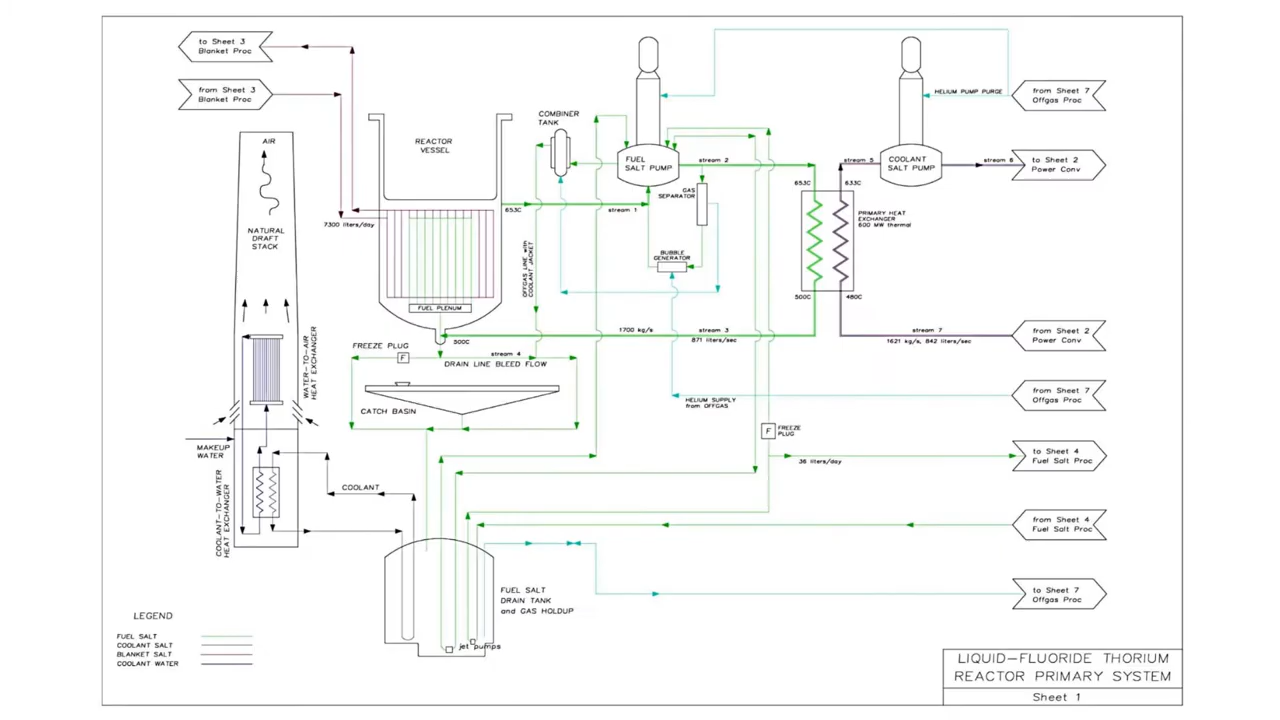 to Sheet 3
Blanket Proc
from Sheet 3
Blanket Proc
AIR
NATURAL
DRAFT
STACK
7300 liters/day
REACTOR
VESSEL
FUEL PLENUM
653C
500C
COMBINER
TANK
OFFGAS LINE with
COOLANT JACKET
FUEL
SALT PUMP
stream 1
stream 2
GAS
SEPARATOR
BUBBLE
GENERATOR
HELIUM PUMP PURGE
COOLANT
SALT PUMP
from Sheet 7
Offgas Proc
stream 5
stream 6
to Sheet 2
Power Conv
653C
633C
PRIMARY HEAT
EXCHANGER
600 MW thermal
500C
480C
1700 kg/s
stream 3
871 liters/sec
stream 7
1621 kg/s, 842 liters/sec
from Sheet 2
Power Conv
FREEZE PLUG
F
stream 4
DRAIN LINE BLEED FLOW
CATCH BASIN
WATER-TO-AIR
HEAT EXCHANGER
HELIUM SUPPLY
from OFFGAS
from Sheet 7
Offgas Proc
F
FREEZE
PLUG
36 liters/day
to Sheet 4
Fuel Salt Proc
MAKEUP
WATER
COOLANT-TO-WATER
HEAT EXCHANGER
COOLANT
from Sheet 4
Fuel Salt Proc
FUEL SALT
DRAIN TANK
and GAS HOLDUP
jet pumps
to Sheet 7
Offgas Proc
LEGEND
FUEL SALT
COOLANT SALT
BLANKET SALT
COOLANT WATER
LIQUID-FLUORIDE THORIUM
REACTOR PRIMARY SYSTEM
Sheet 1